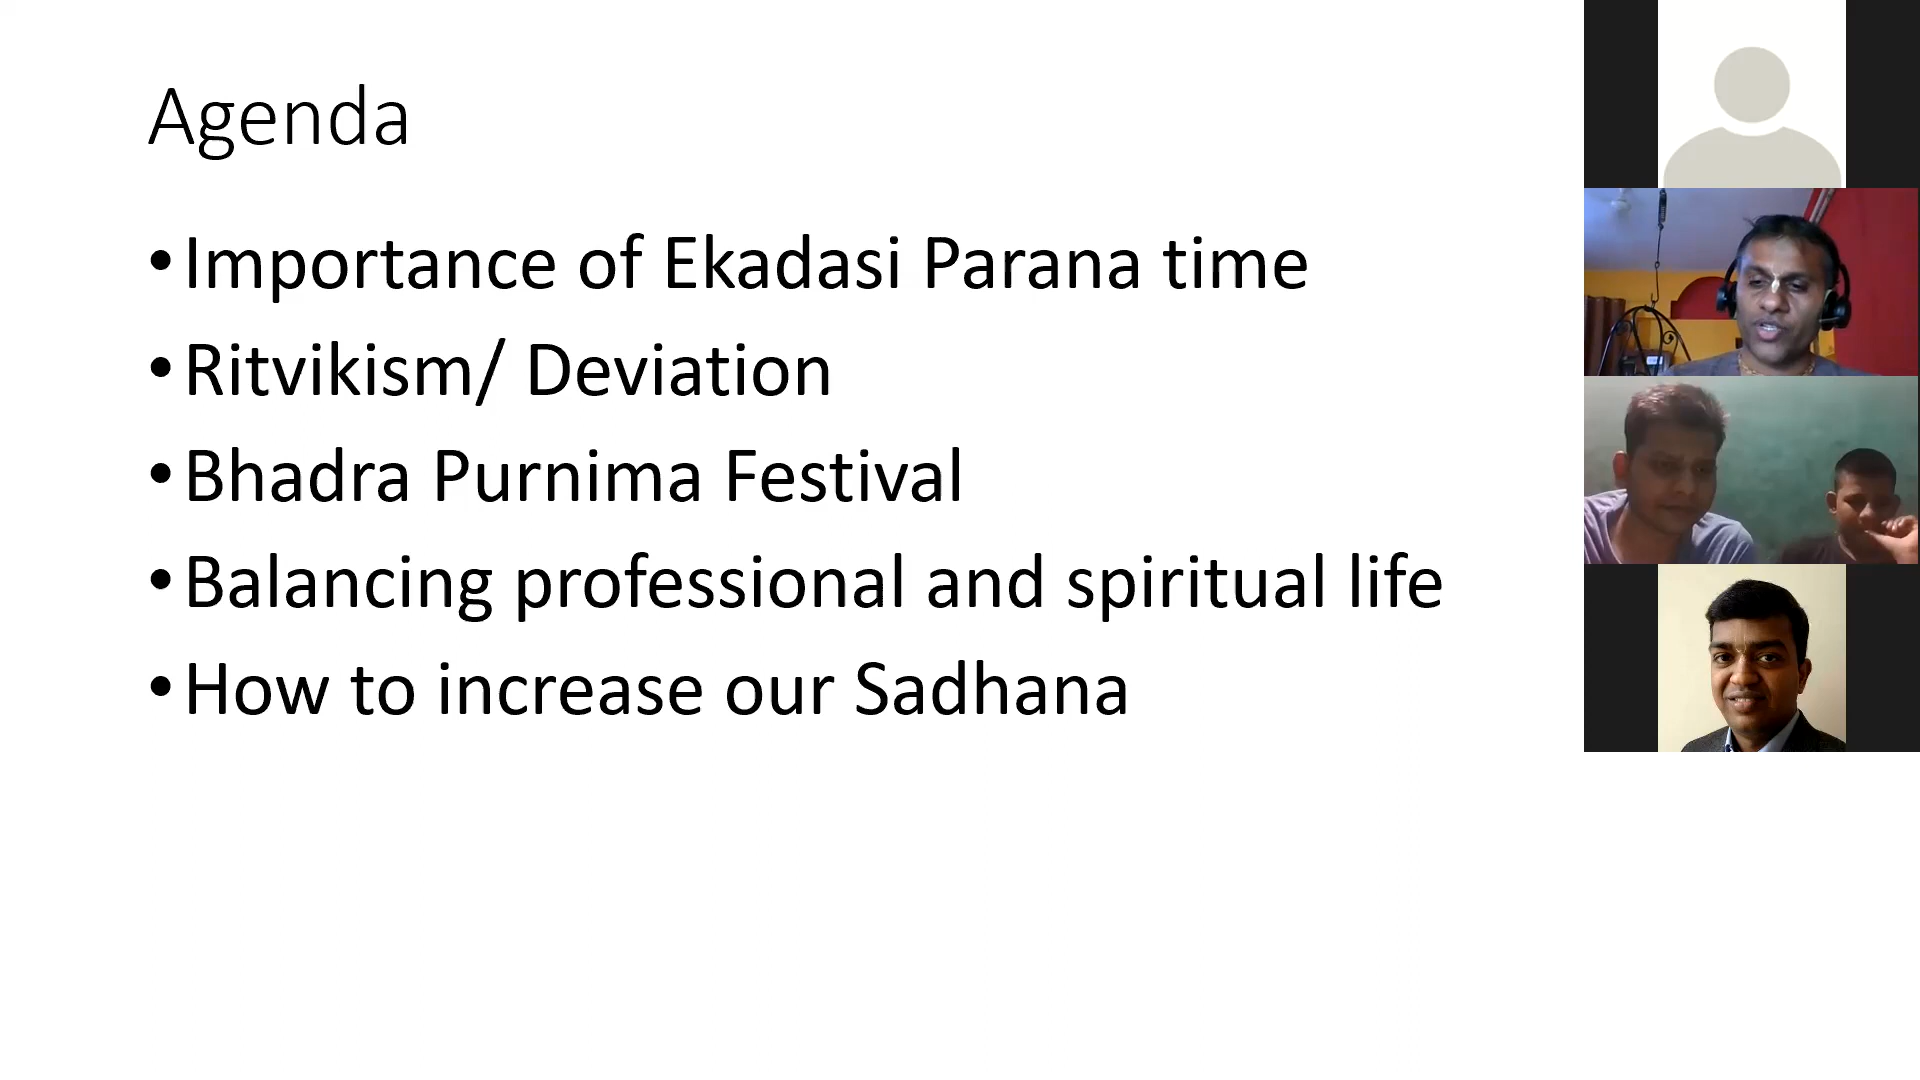 Agenda
•Importance of Ekadasi Parana time
•Ritvikism/ Deviation
•Bhadra Purnima Festival
•Balancing professional and spiritual life
•How to increase our Sadhana